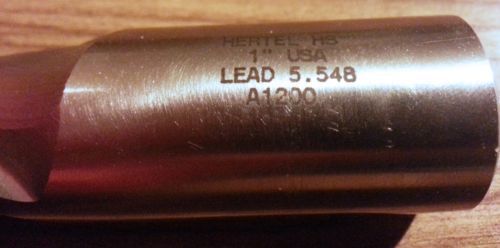 HERTEL HS
1" USA
LEAD 5.548
A1200